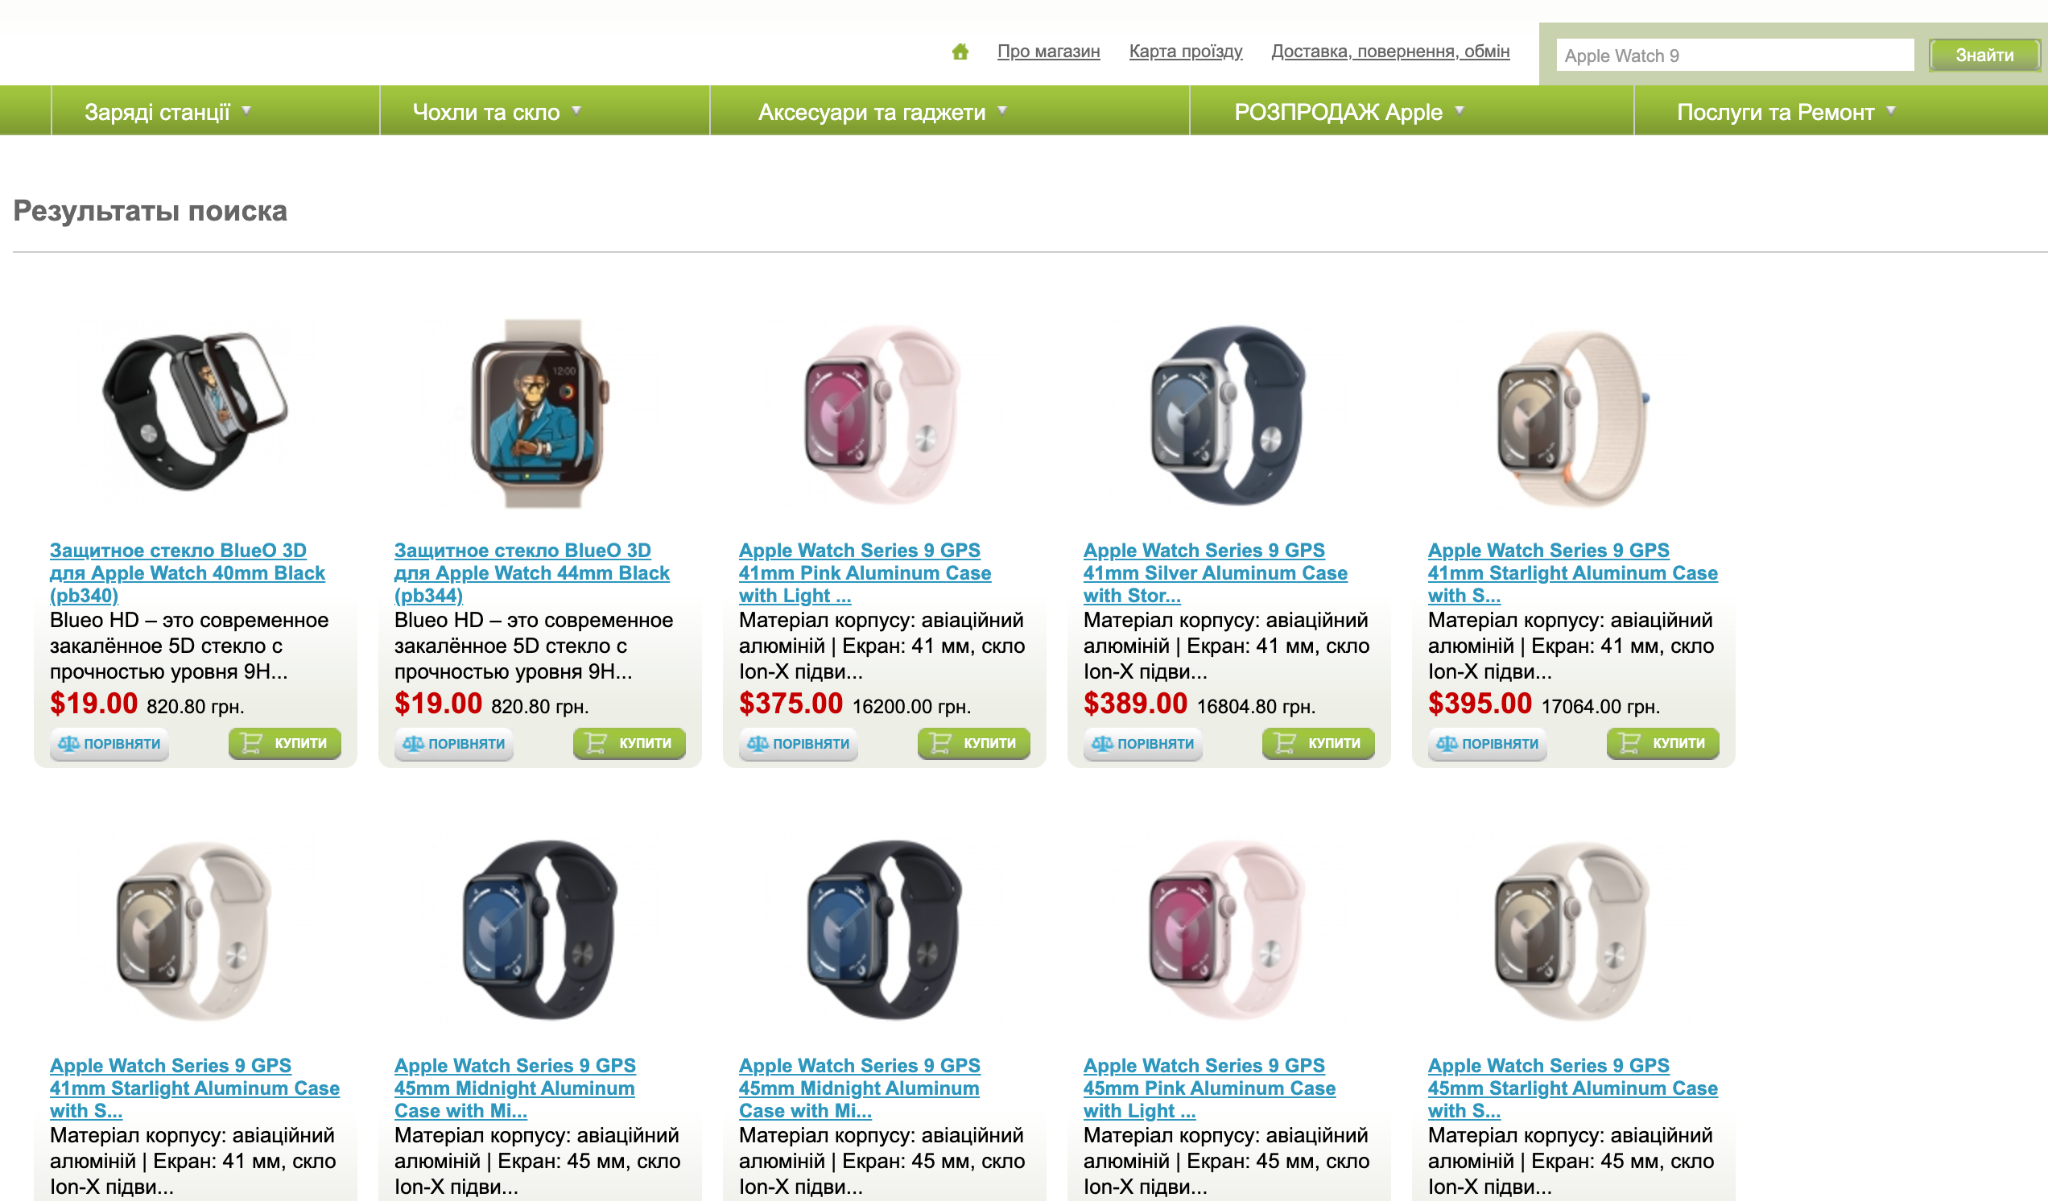 Про магазин
Карта проїзду
Доставка, повернення, обмін
Apple Watch 9
Знайти
Заряді станції
Чохли та скло
Аксесуари та гаджети
РОЗПРОДАЖ Apple
Послуги та Ремонт
Результаты поиска
12:00
Защитное стекло BlueO 3D
для Apple Watch 40mm Black
(pb340)
Blueo HD – это современное
закалённое 5D стекло с
прочностью уровня 9H...
$19.00 820.80 грн.
ПОРІВНЯТИ
КУПИТИ
Защитное стекло BlueO 3D
для Apple Watch 44mm Black
(pb344)
Blueo HD – это современное
закалённое 5D стекло с
прочностью уровня 9H...
$19.00 820.80 грн.
ПОРІВНЯТИ
КУПИТИ
Apple Watch Series 9 GPS
41mm Pink Aluminum Case
with Light ...
Матеріал корпусу: авіаційний
алюміній | Екран: 41 мм, скло
Ion-X підви...
$375.00 16200.00 грн.
ПОРІВНЯТИ
КУПИТИ
Apple Watch Series 9 GPS
41mm Silver Aluminum Case
with Stor...
Матеріал корпусу: авіаційний
алюміній | Екран: 41 мм, скло
Ion-X підви...
$389.00 16804.80 грн.
ПОРІВНЯТИ
КУПИТИ
Apple Watch Series 9 GPS
41mm Starlight Aluminum Case
with S...
Матеріал корпусу: авіаційний
алюміній | Екран: 41 мм, скло
Ion-X підви...
$395.00 17064.00 грн.
ПОРІВНЯТИ
КУПИТИ
Apple Watch Series 9 GPS
41mm Starlight Aluminum Case
with S...
Матеріал корпусу: авіаційний
алюміній | Екран: 41 мм, скло
Ion-X підви...
Apple Watch Series 9 GPS
45mm Midnight Aluminum
Case with Mi...
Матеріал корпусу: авіаційний
алюміній | Екран: 45 мм, скло
Ion-X підви...
Apple Watch Series 9 GPS
45mm Midnight Aluminum
Case with Mi...
Матеріал корпусу: авіаційний
алюміній | Екран: 45 мм, скло
Ion-X підви...
Apple Watch Series 9 GPS
45mm Pink Aluminum Case
with Light ...
Матеріал корпусу: авіаційний
алюміній | Екран: 45 мм, скло
Ion-X підви...
Apple Watch Series 9 GPS
45mm Starlight Aluminum Case
with S...
Матеріал корпусу: авіаційний
алюміній | Екран: 45 мм, скло
Ion-X підви...